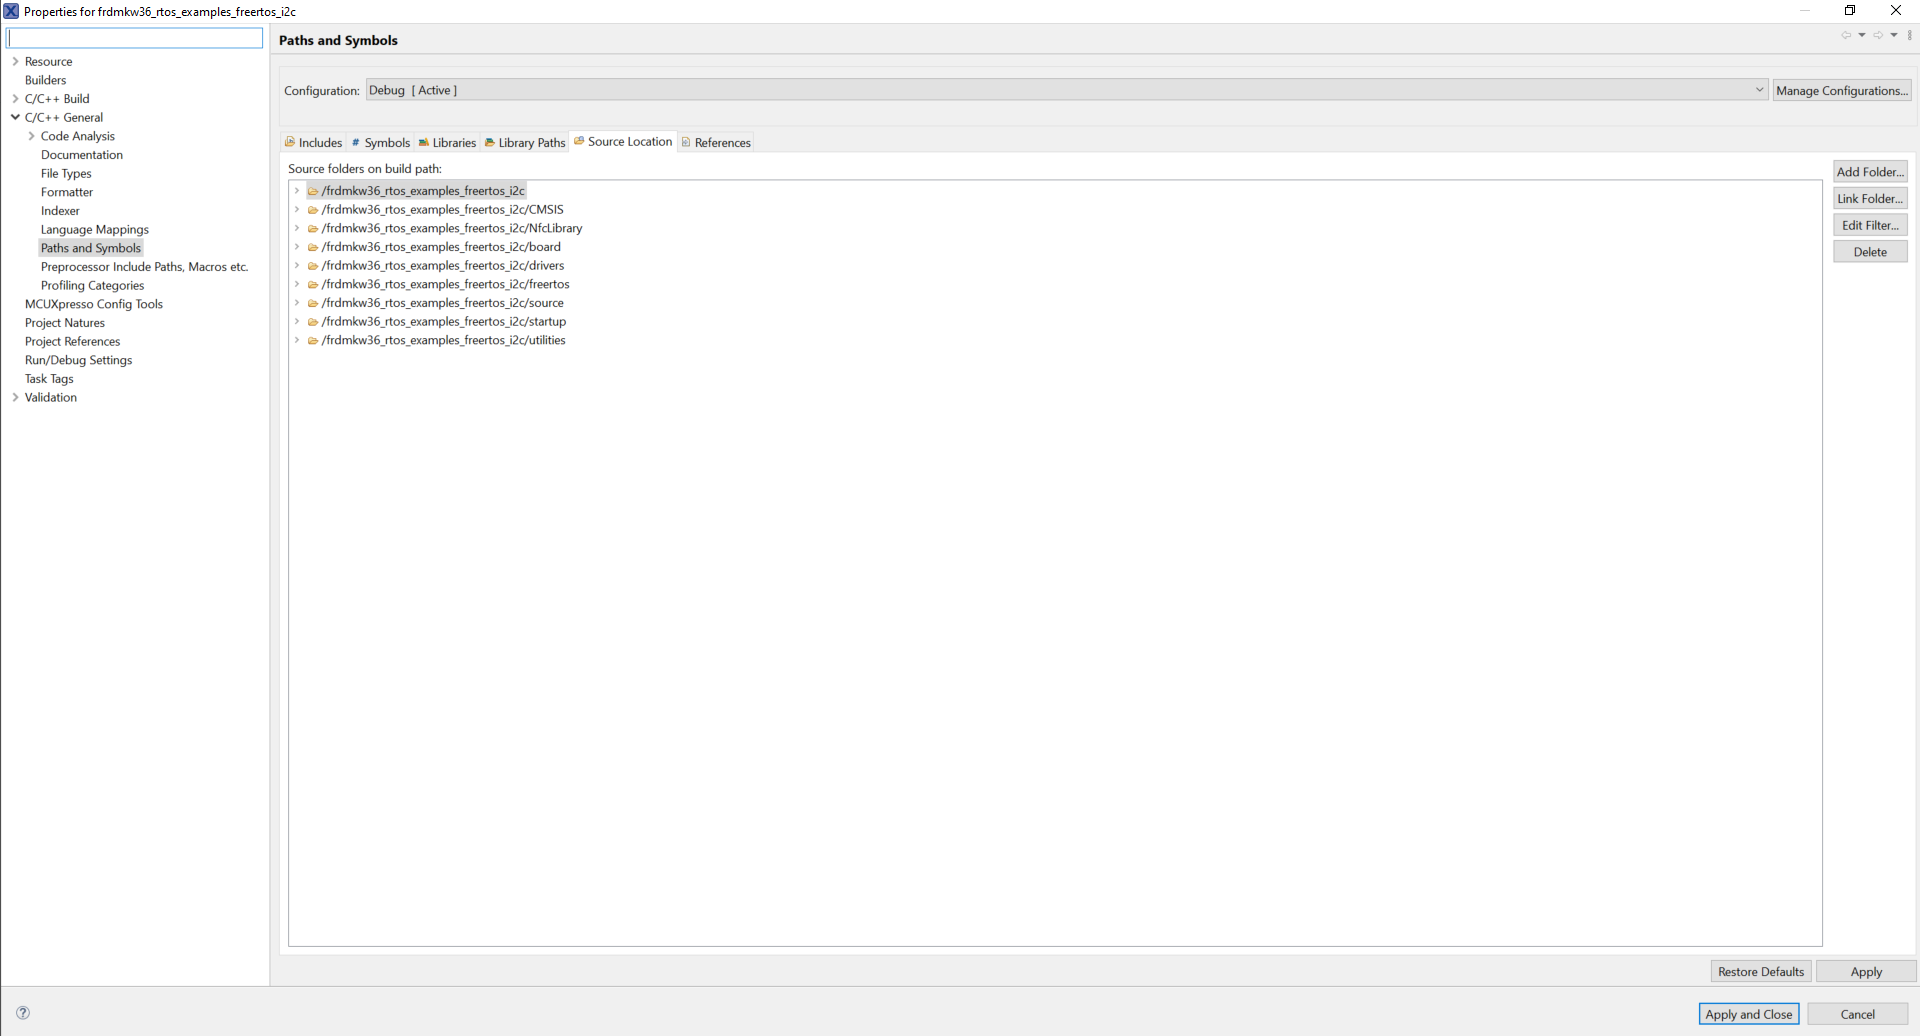 Properties for frdmkw36_rtos_examples_freertos_i2c
Paths and Symbols
Resource
Builders
C/C++ Build
C/C++ General
Code Analysis
Documentation
File Types
Formatter
Indexer
Language Mappings
Paths and Symbols
Preprocessor Include Paths, Macros etc.
Profiling Categories
MCUXpresso Config Tools
Project Natures
Project References
Run/Debug Settings
Task Tags
Validation
Configuration: Debug [ Active ] Manage Configurations...
Includes # Symbols Libraries Library Paths Source Location References
Source folders on build path:
/frdmkw36_rtos_examples_freertos_i2c
/frdmkw36_rtos_examples_freertos_i2c/CMSIS
/frdmkw36_rtos_examples_freertos_i2c/NfcLibrary
/frdmkw36_rtos_examples_freertos_i2c/board
/frdmkw36_rtos_examples_freertos_i2c/drivers
/frdmkw36_rtos_examples_freertos_i2c/freertos
/frdmkw36_rtos_examples_freertos_i2c/source
/frdmkw36_rtos_examples_freertos_i2c/startup
/frdmkw36_rtos_examples_freertos_i2c/utilities
Add Folder...
Link Folder...
Edit Filter...
Delete
Restore Defaults Apply
Apply and Close Cancel